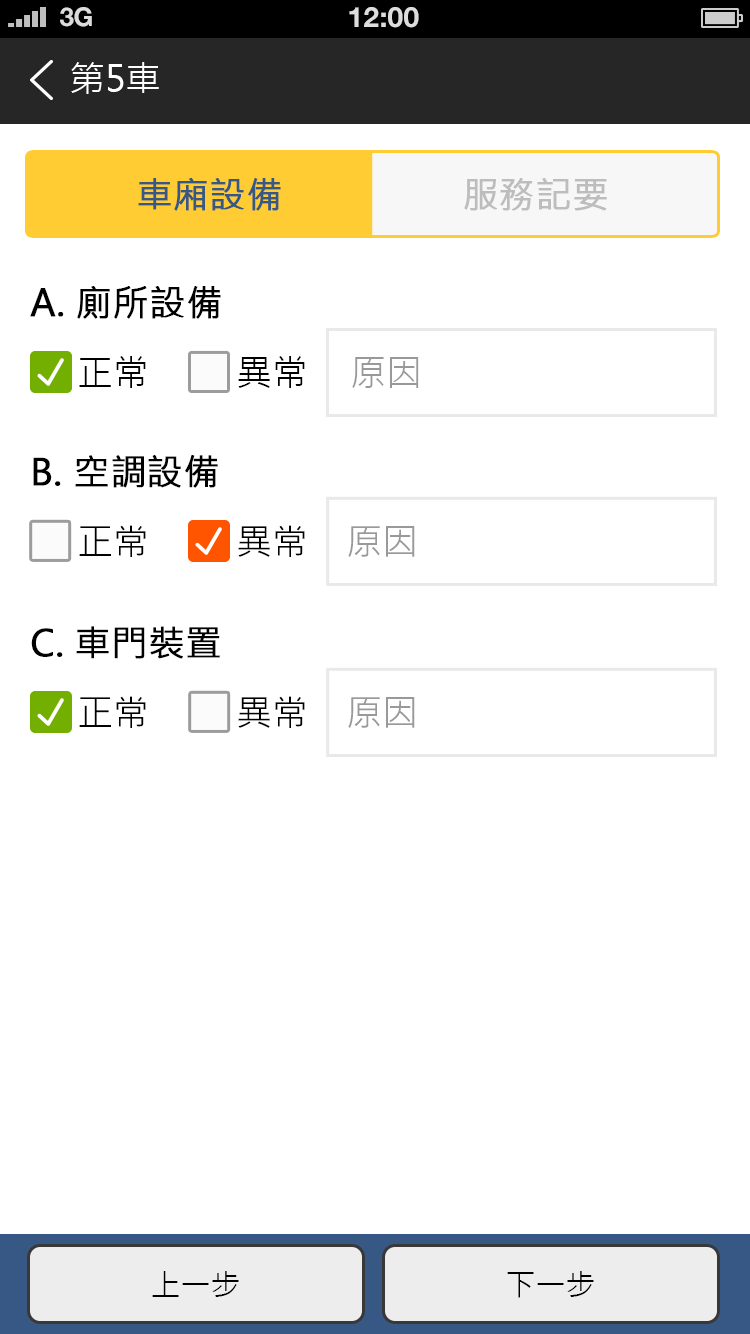 3G 12:00
第5車
車廂設備 服務記要
A. 廁所設備
正常 異常 原因
B. 空調設備
正常 異常 原因
C. 車門裝置
正常 異常 原因
上一步 下一步